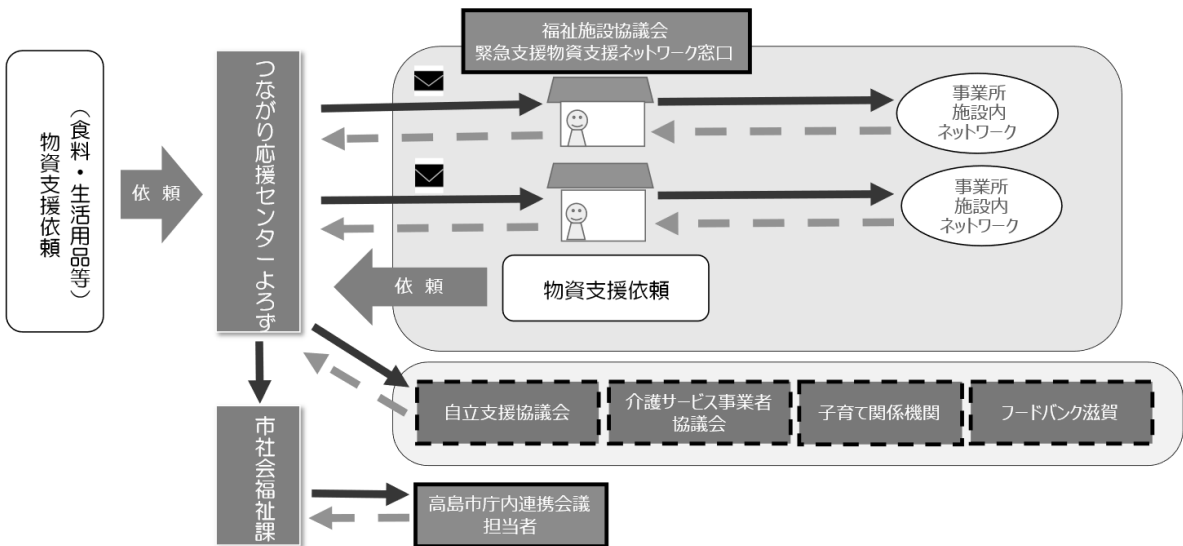 物資支援依頼
（食料・生活用品等）
依 頼
つながり応援センターよろず
福祉施設協議会
緊急支援物資支援ネットワーク窓口
事業所
施設内
ネットワーク
事業所
施設内
ネットワーク
依 頼
物資支援依頼
自立支援協議会
介護サービス事業者
協議会
子育て関係機関
フードバンク滋賀
市社会福祉課
高島市庁内連携会議
担当者